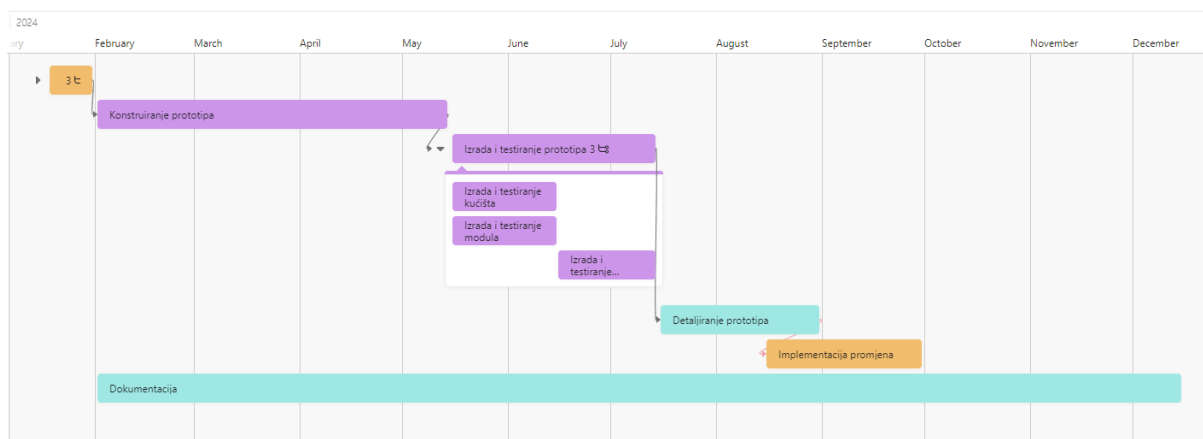 2024
ry
February March April May June July August September October November December
3
Konstruiranje prototipa
Izrada i testiranje prototipa 3
Izrada i testiranje
kućišta
Izrada i testiranje
modula
Izrada i
testiranje...
Detaljiranje prototipa
Implementacija promjena
Dokumentacija